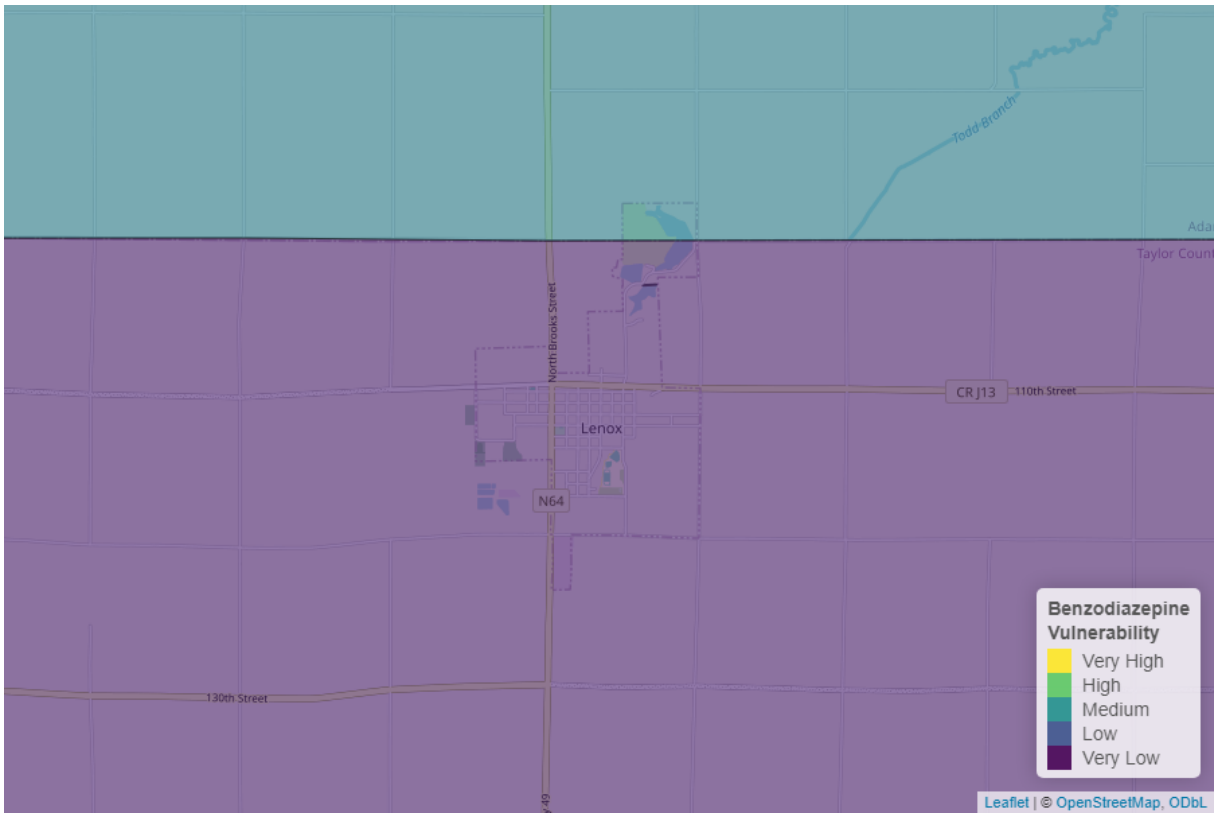 Todd Branch
Ada
Taylor Coun
North Brooks Street
CR J13
110th Street
Lenox
N64
130th Street
y 49
Benzodiazepine
Vulnerability
Very High
High
Medium
Low
Very Low
Leaflet | © OpenStreetMap, ODbL